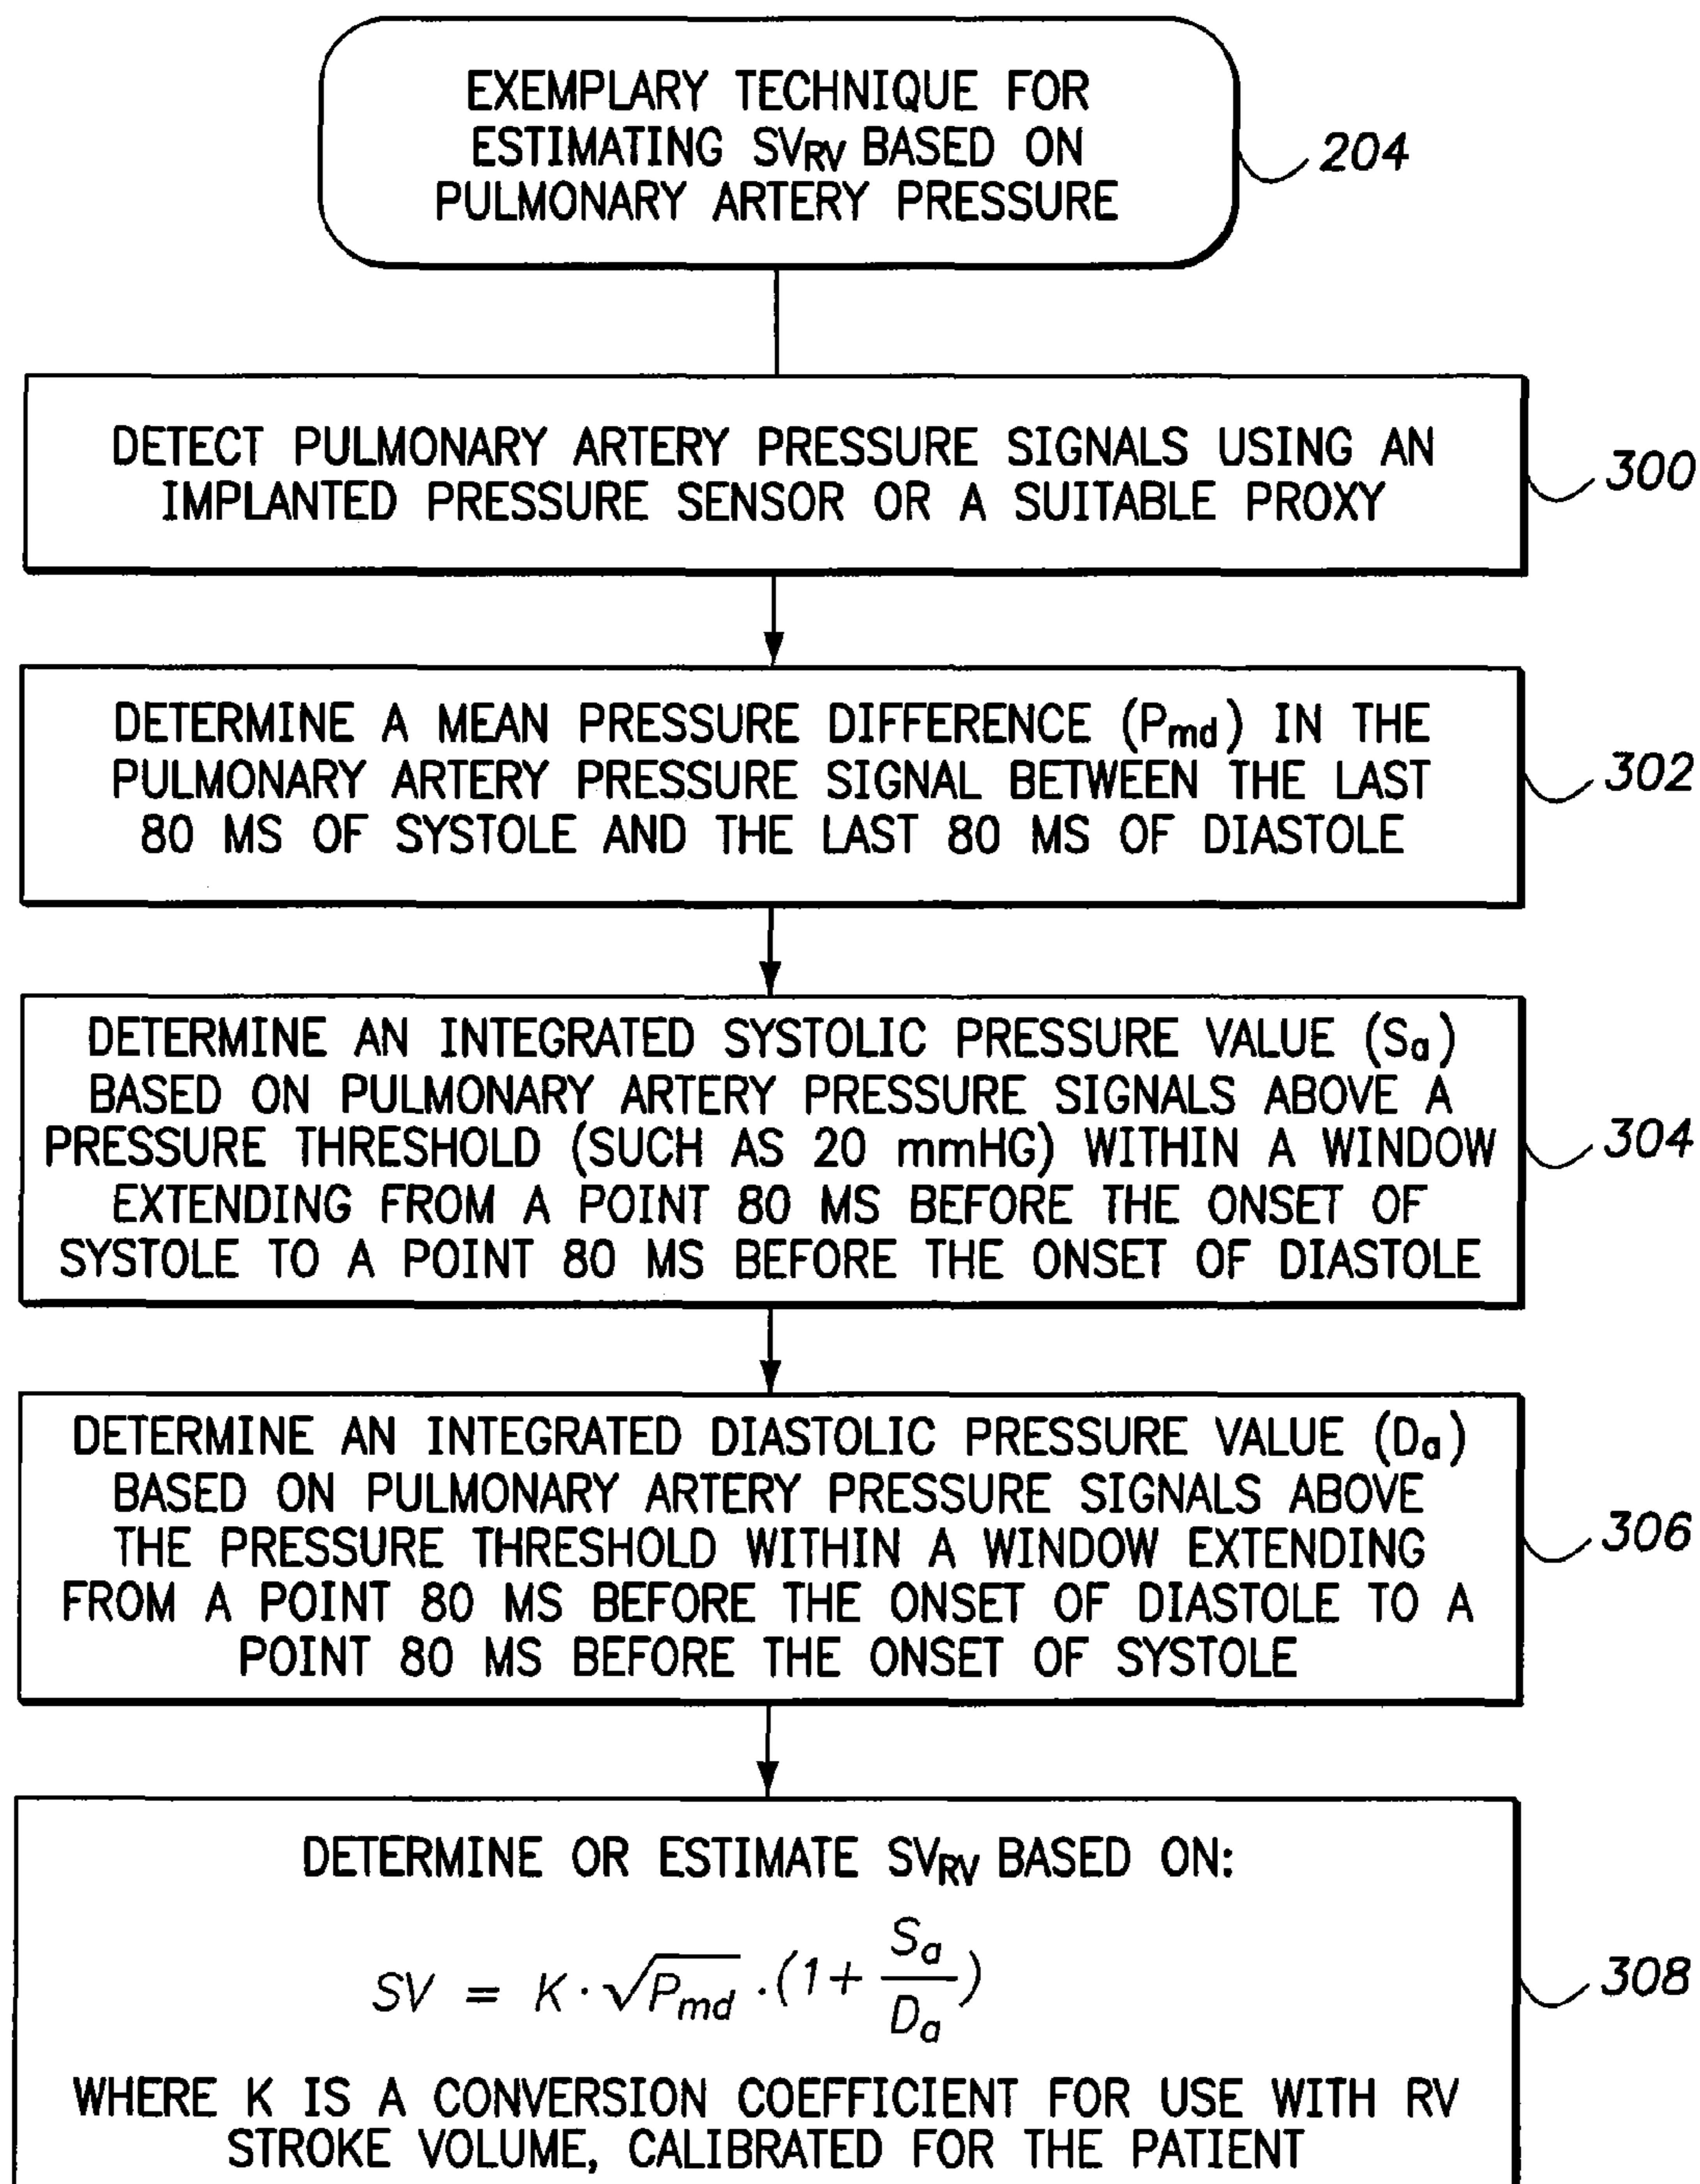 EXEMPLARY TECHNIQUE FOR
ESTIMATING SVRV BASED ON
PULMONARY ARTERY PRESSURE
204
DETECT PULMONARY ARTERY PRESSURE SIGNALS USING AN
IMPLANTED PRESSURE SENSOR OR A SUITABLE PROXY
300
DETERMINE A MEAN PRESSURE DIFFERENCE (Pmd) IN THE
PULMONARY ARTERY PRESSURE SIGNAL BETWEEN THE LAST
80 MS OF SYSTOLE AND THE LAST 80 MS OF DIASTOLE
302
DETERMINE AN INTEGRATED SYSTOLIC PRESSURE VALUE (Sa)
BASED ON PULMONARY ARTERY PRESSURE SIGNALS ABOVE A
PRESSURE THRESHOLD (SUCH AS 20 mmHG) WITHIN A WINDOW
EXTENDING FROM A POINT 80 MS BEFORE THE ONSET OF
SYSTOLE TO A POINT 80 MS BEFORE THE ONSET OF DIASTOLE
304
DETERMINE AN INTEGRATED DIASTOLIC PRESSURE VALUE (Da)
BASED ON PULMONARY ARTERY PRESSURE SIGNALS ABOVE
THE PRESSURE THRESHOLD WITHIN A WINDOW EXTENDING
FROM A POINT 80 MS BEFORE THE ONSET OF DIASTOLE TO A
POINT 80 MS BEFORE THE ONSET OF SYSTOLE
306
DETERMINE OR ESTIMATE SVRV BASED ON:
SV = K · √Pmd · (1 + Sa/Da)
WHERE K IS A CONVERSION COEFFICIENT FOR USE WITH RV
STROKE VOLUME, CALIBRATED FOR THE PATIENT
308